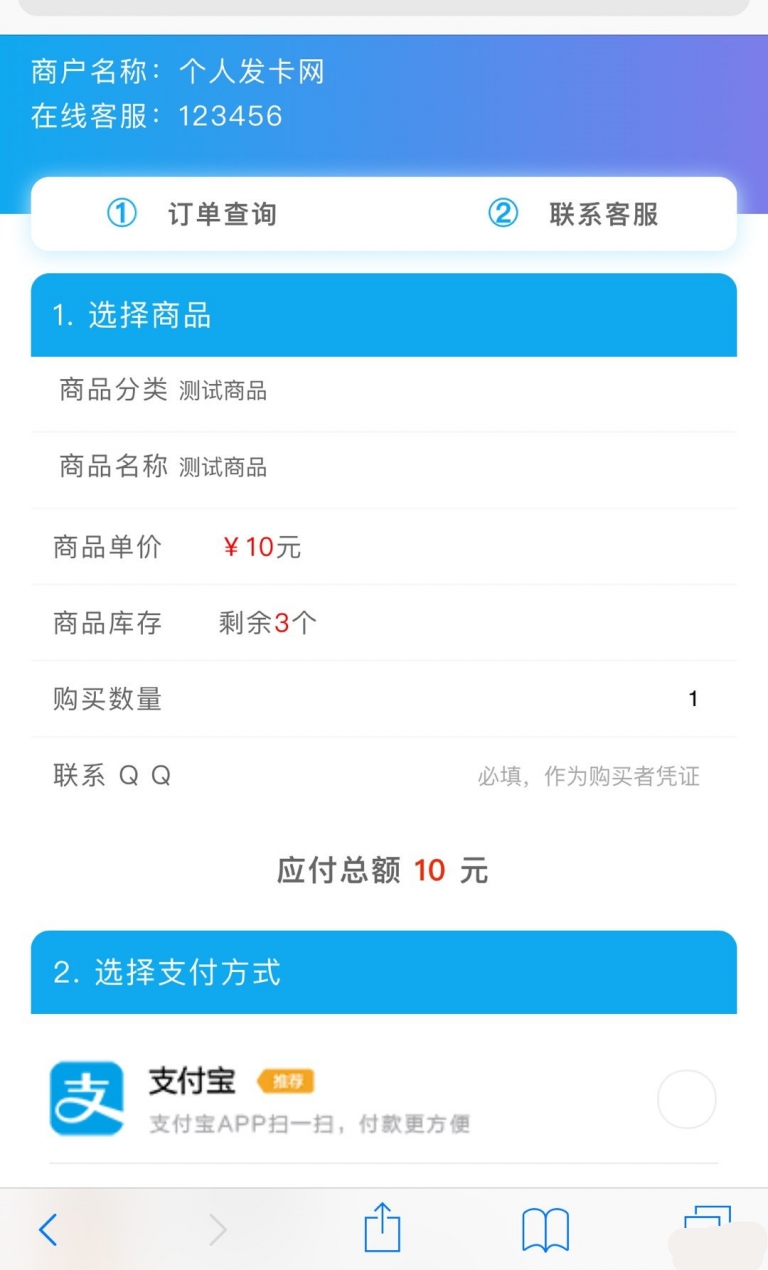 商户名称：个人发卡网
在线客服：123456
① 订单查询 ② 联系客服
1. 选择商品
商品分类 测试商品
商品名称 测试商品
商品单价 ￥10元
商品库存 剩余3个
购买数量 1
联系 Q Q 必填，作为购买者凭证
应付总额 10 元
2. 选择支付方式
支 支付宝 推荐
支付宝APP扫一扫，付款更方便